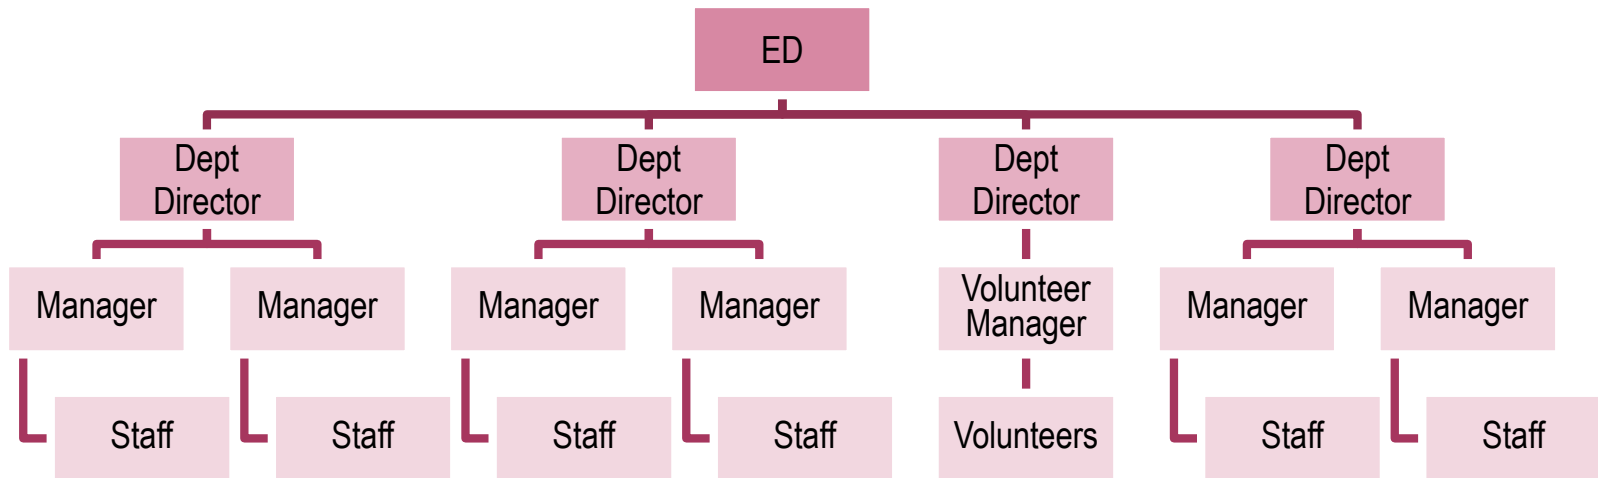 ED
Dept
Director
Dept
Director
Dept
Director
Dept
Director
Manager
Manager
Manager
Manager
Volunteer
Manager
Manager
Manager
Staff
Staff
Staff
Staff
Volunteers
Staff
Staff